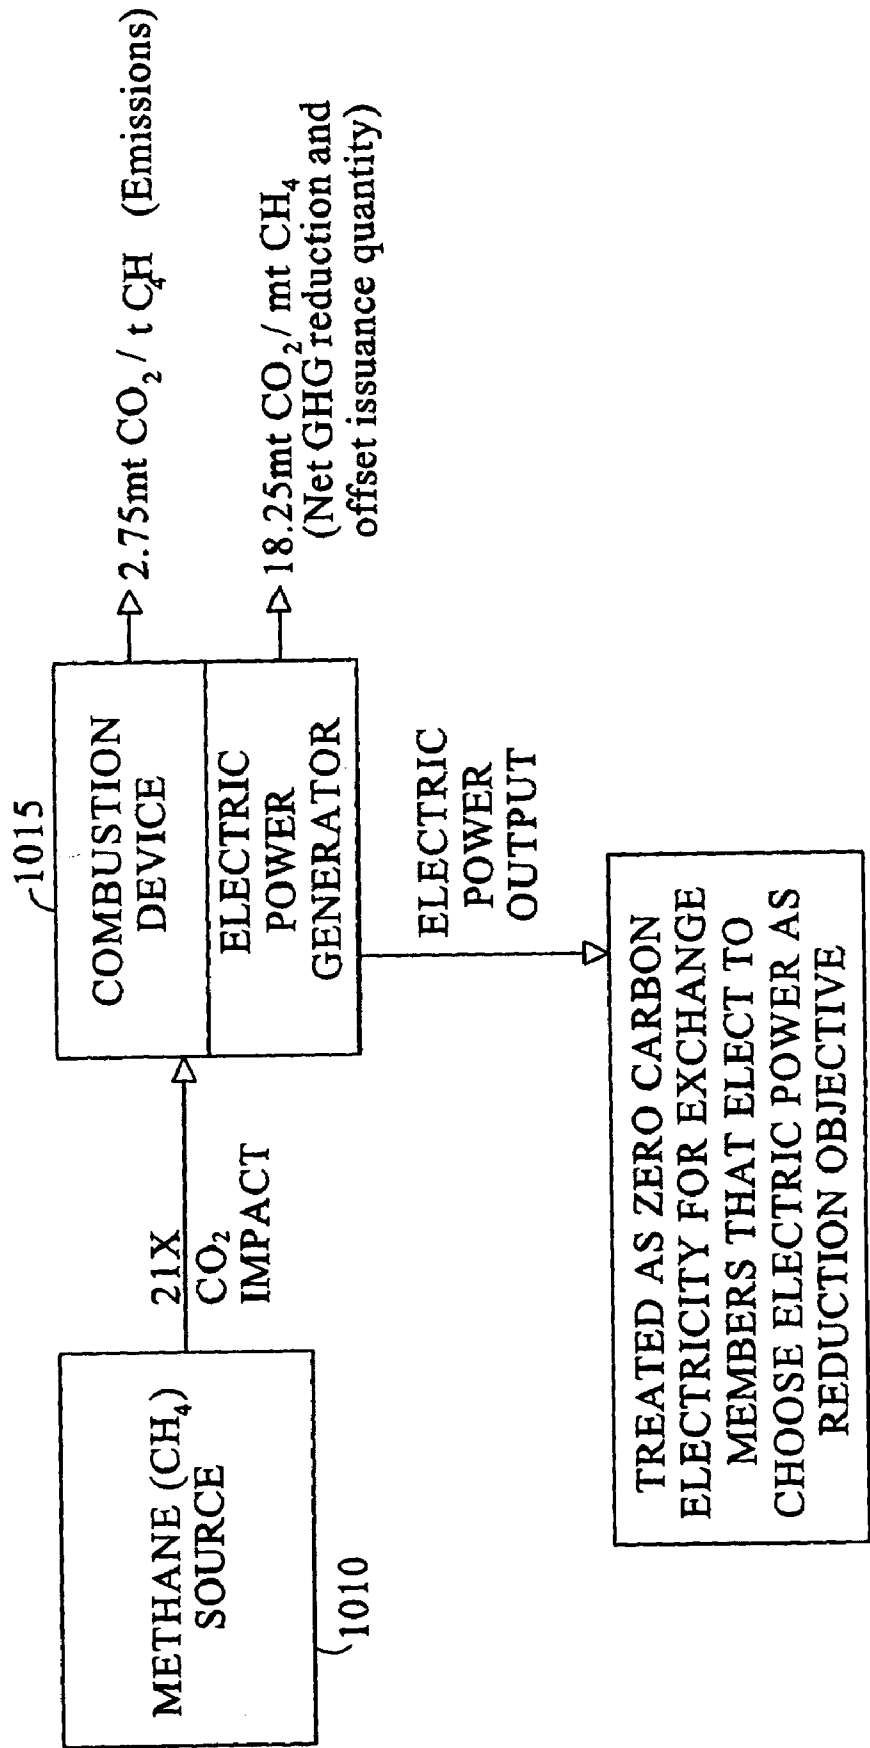 METHANE (CH₄)
SOURCE
1010
21X
CO₂
IMPACT
1015
COMBUSTION
DEVICE
ELECTRIC
POWER
GENERATOR
2.75mt CO₂/ t C₄H (Emissions)
18.25mt CO₂/ mt CH₄
(Net GHG reduction and
offset issuance quantity)
ELECTRIC
POWER
OUTPUT
TREATED AS ZERO CARBON
ELECTRICITY FOR EXCHANGE
MEMBERS THAT ELECT TO
CHOOSE ELECTRIC POWER AS
REDUCTION OBJECTIVE